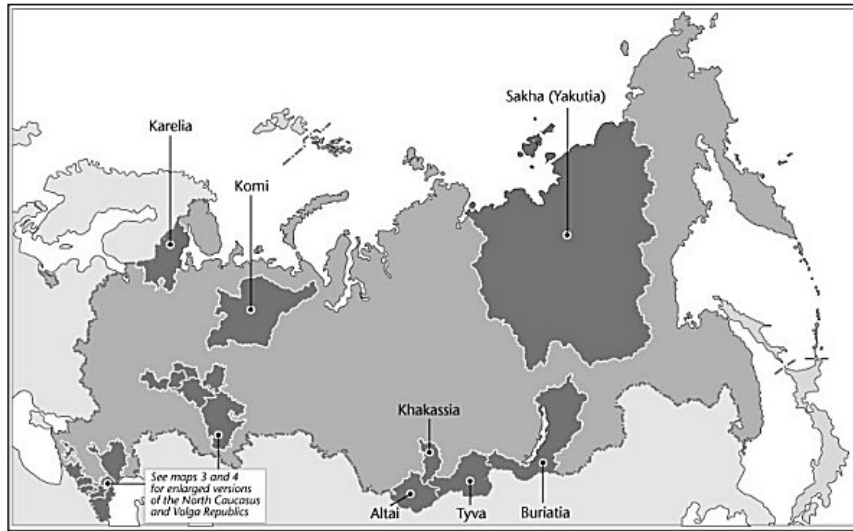 Sakha (Yakutia)
Karelia
Komi
Khakassia
See maps 3 and 4
for enlarged versions
of the North Caucasus
and Volga Republics
Altai
Tyva
Buriatia